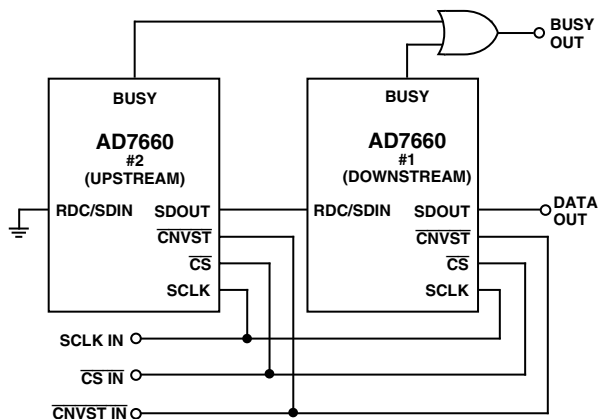 BUSY
OUT
BUSY
BUSY
AD7660
#2
(UPSTREAM)
AD7660
#1
(DOWNSTREAM)
RDC/SDIN
SDOUT
RDC/SDIN
SDOUT
DATA
OUT
CNVST
CNVST
CS
CS
SCLK
SCLK
SCLK IN
CS IN
CNVST IN